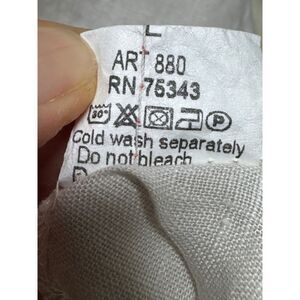 L
ART 880
RN 75343
30°
P
Cold wash separately
Do not bleach
D